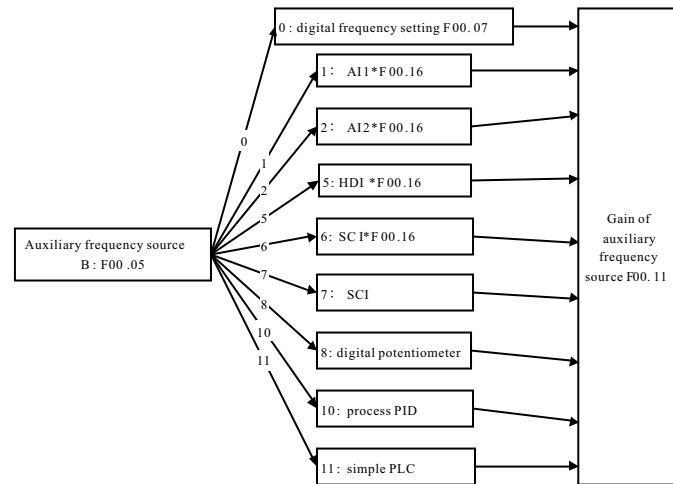 0: digital frequency setting F00.07
1: AI1*F00.16
2: AI2*F00.16
5: HDI *F00.16
6: SCI*F00.16
7: SCI
8: digital potentiometer
10: process PID
11: simple PLC
Auxiliary frequency source
B: F00.05
0
1
2
5
6
7
8
10
11
Gain of
auxiliary
frequency
source F00.11